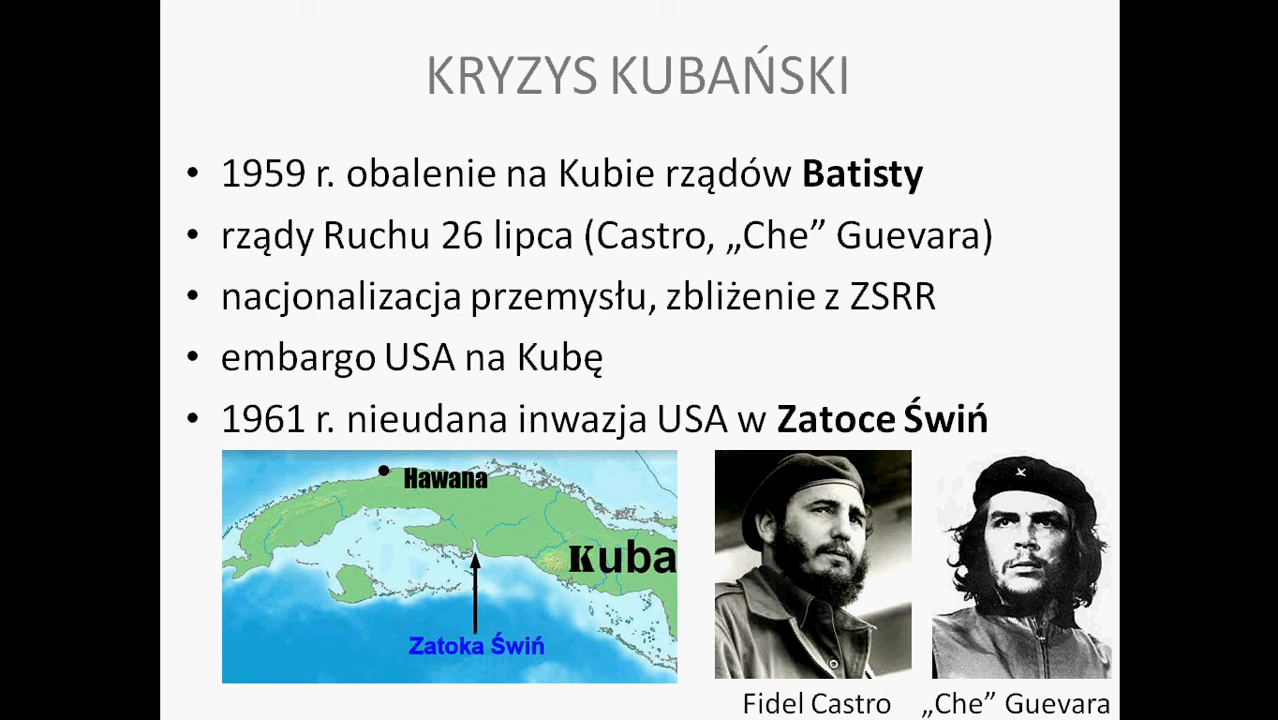 KRYZYS KUBAŃSKI
• 1959 r. obalenie na Kubie rządów Batisty
• rządy Ruchu 26 lipca (Castro, „Che” Guevara)
• nacjonalizacja przemysłu, zbliżenie z ZSRR
• embargo USA na Kubę
• 1961 r. nieudana inwazja USA w Zatoce Świń
Hawana
Kuba
Zatoka Świń
Fidel Castro
„Che” Guevara